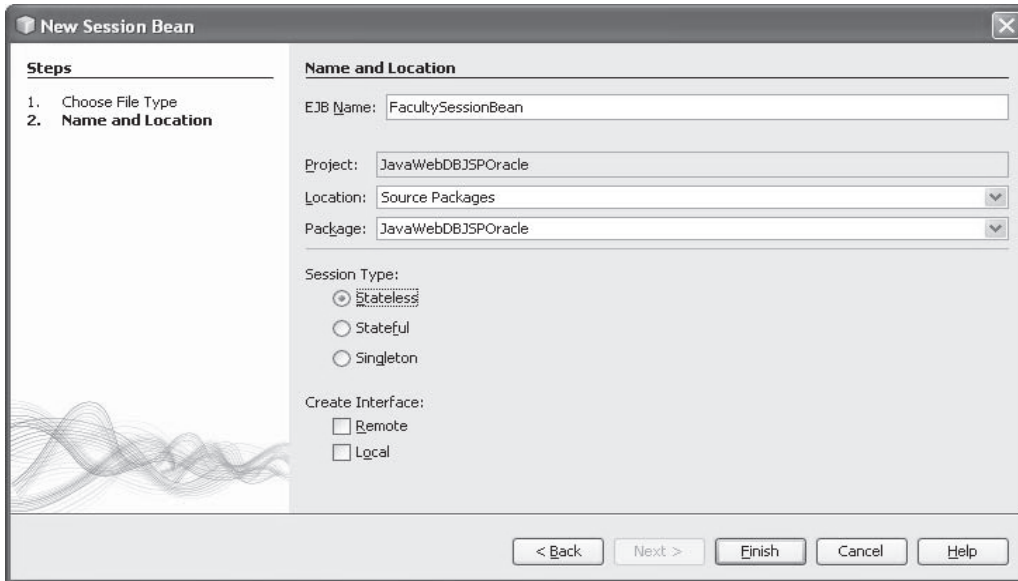 New Session Bean
Steps
1. Choose File Type
2. Name and Location
Name and Location
EJB Name: FacultySessionBean
Project: JavaWebDBJSPOracle
Location: Source Packages
Package: JavaWebDBJSPOracle
Session Type:
Stateless
Stateful
Singleton
Create Interface:
Remote
Local
< Back Next > Finish Cancel Help